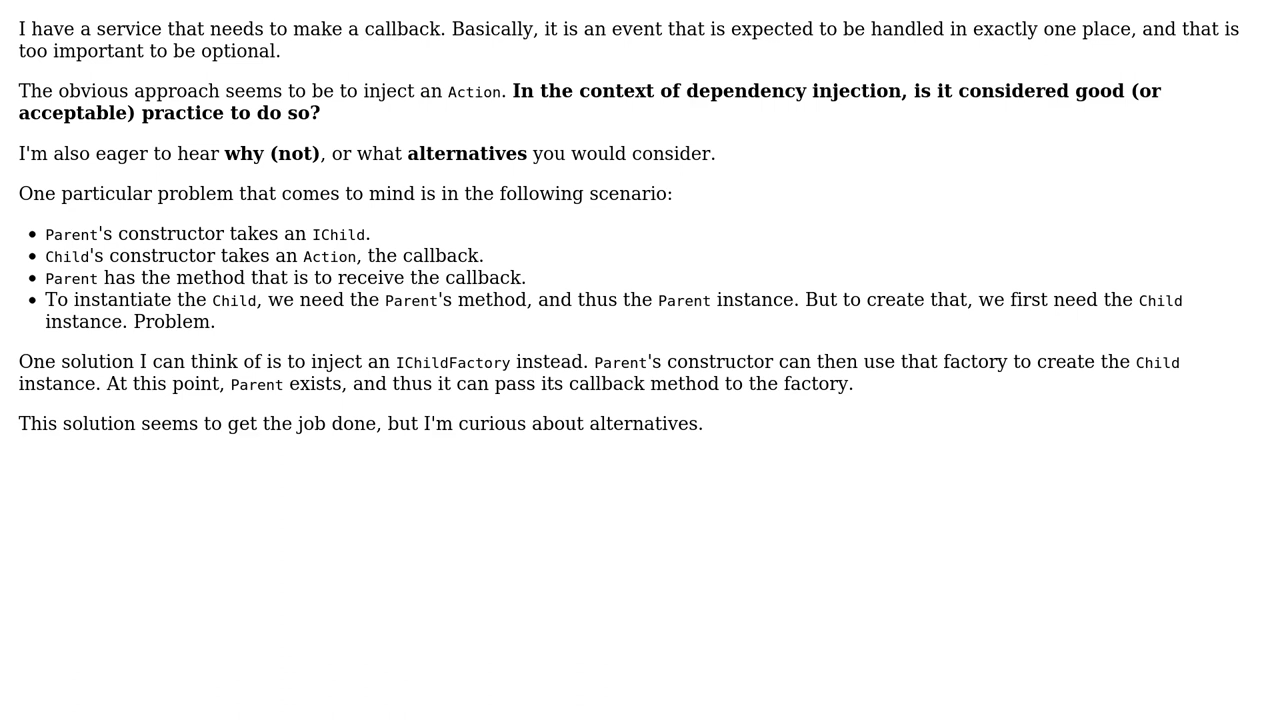 I have a service that needs to make a callback. Basically, it is an event that is expected to be handled in exactly one place, and that is
too important to be optional.
The obvious approach seems to be to inject an Action. In the context of dependency injection, is it considered good (or
acceptable) practice to do so?
I'm also eager to hear why (not), or what alternatives you would consider.
One particular problem that comes to mind is in the following scenario:
• Parent's constructor takes an IChild.
• Child's constructor takes an Action, the callback.
• Parent has the method that is to receive the callback.
• To instantiate the Child, we need the Parent's method, and thus the Parent instance. But to create that, we first need the Child
instance. Problem.
One solution I can think of is to inject an IChildFactory instead. Parent's constructor can then use that factory to create the Child
instance. At this point, Parent exists, and thus it can pass its callback method to the factory.
This solution seems to get the job done, but I'm curious about alternatives.